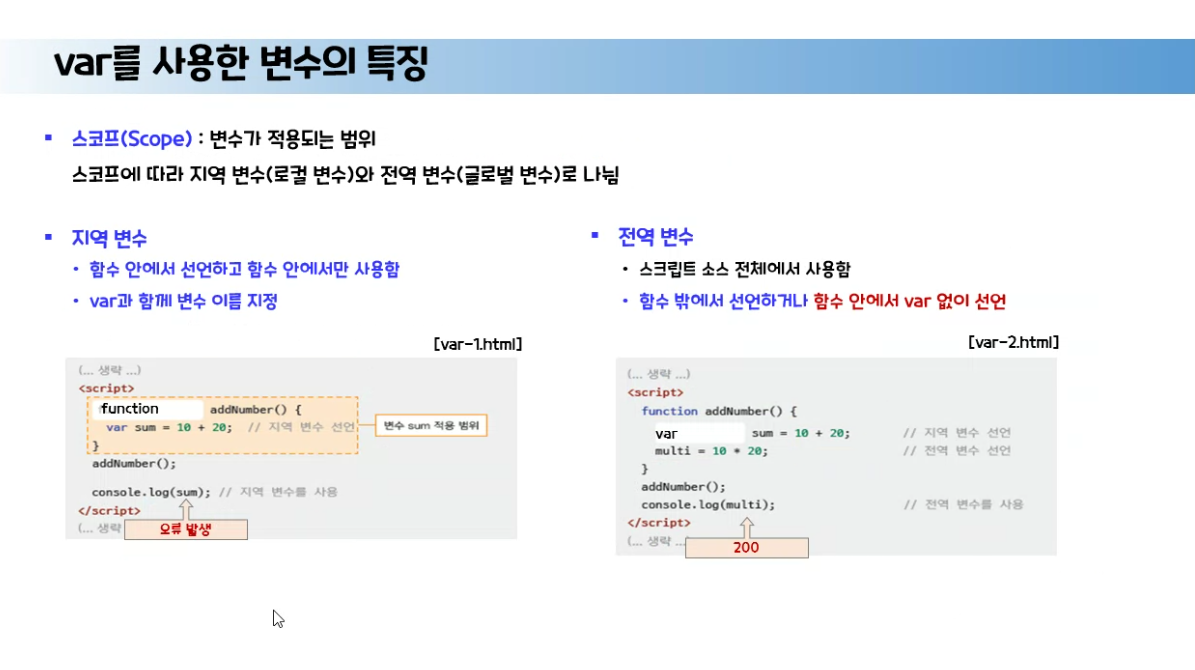 var를 사용한 변수의 특징
스코프(Scope) : 변수가 적용되는 범위
스코프에 따라 지역 변수(로컬 변수)와 전역 변수(글로벌 변수)로 나뉨
지역 변수
함수 안에서 선언하고 함수 안에서만 사용함
var과 함께 변수 이름 지정
[var-1.html]
(... 생략 ...)
<script>
function addNumber() {
var sum = 10 + 20; // 지역 변수 선언
}
변수 sum 적용 범위
addNumber();
console.log(sum); // 지역 변수를 사용
</script>
(... 생략
오류 발생
전역 변수
스크립트 소스 전체에서 사용함
함수 밖에서 선언하거나 함수 안에서 var 없이 선언
[var-2.html]
(... 생략 ...)
<script>
function addNumber() {
var sum = 10 + 20; // 지역 변수 선언
multi = 10 * 20; // 전역 변수 선언
}
addNumber();
console.log(multi); // 전역 변수를 사용
</script>
(... 생략 ...
200